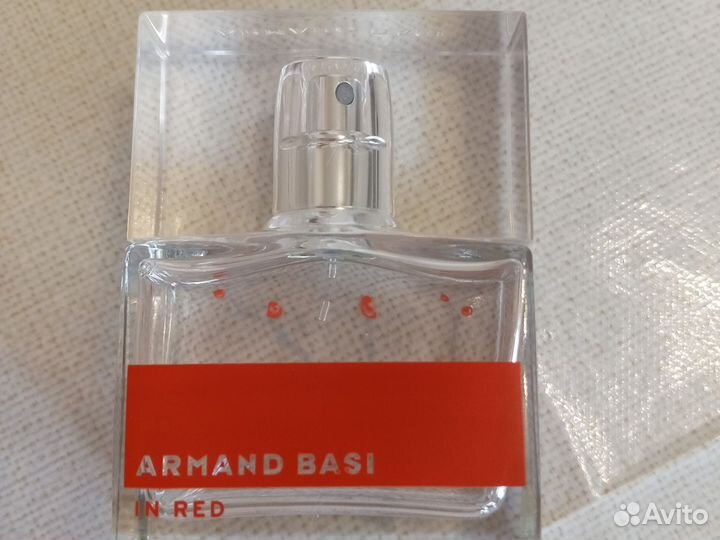 ARMAND BASI
IN RED
Avito